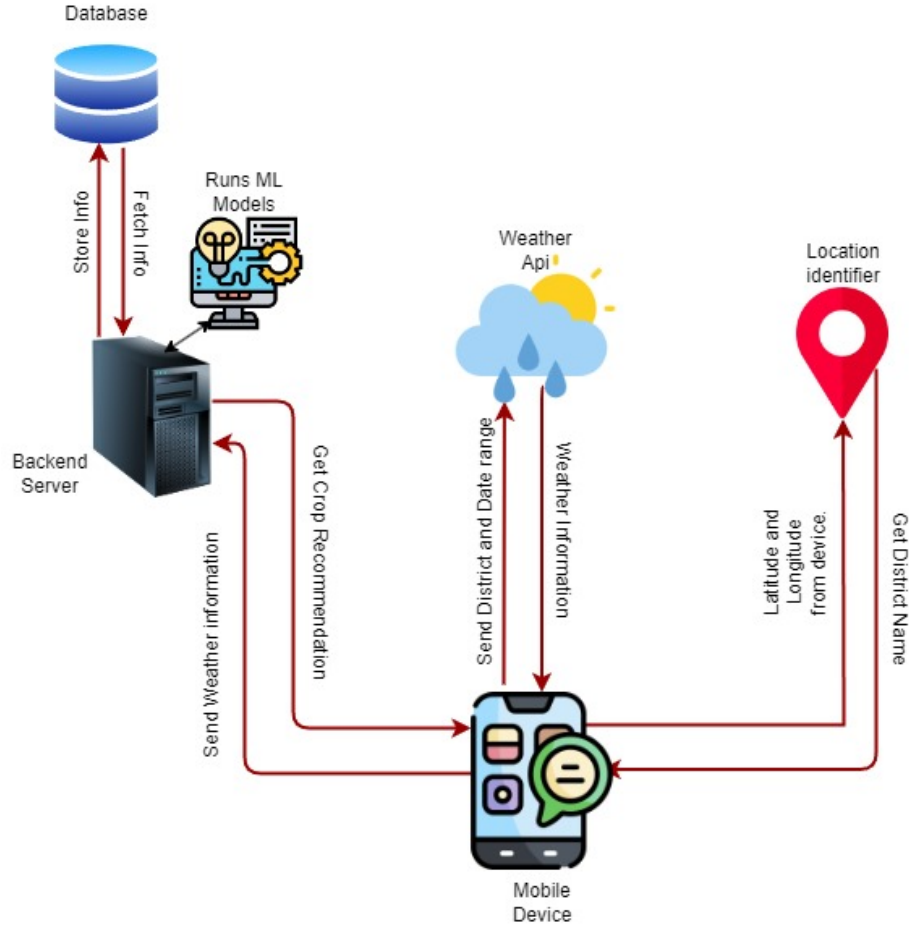 Database
Store Info
Fetch Info
Runs ML
Models
Weather
Api
Location
identifier
Backend
Server
Get Crop Recommendation
Send Weather information
Send District and Date range
Weather Information
Latitude and
Longitude
from device.
Get District Name
Mobile
Device